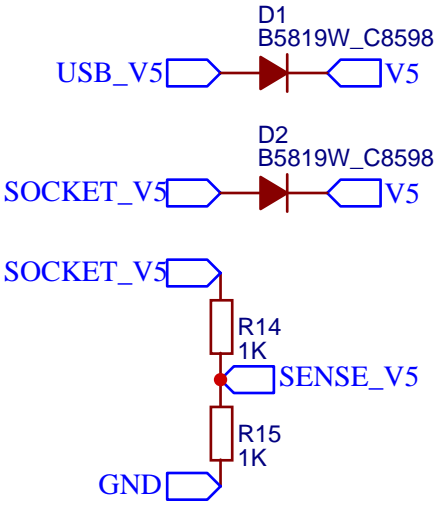 D1
B5819W_C8598
USB_V5
V5
D2
B5819W_C8598
SOCKET_V5
V5
SOCKET_V5
R14
1K
SENSE_V5
R15
1K
GND